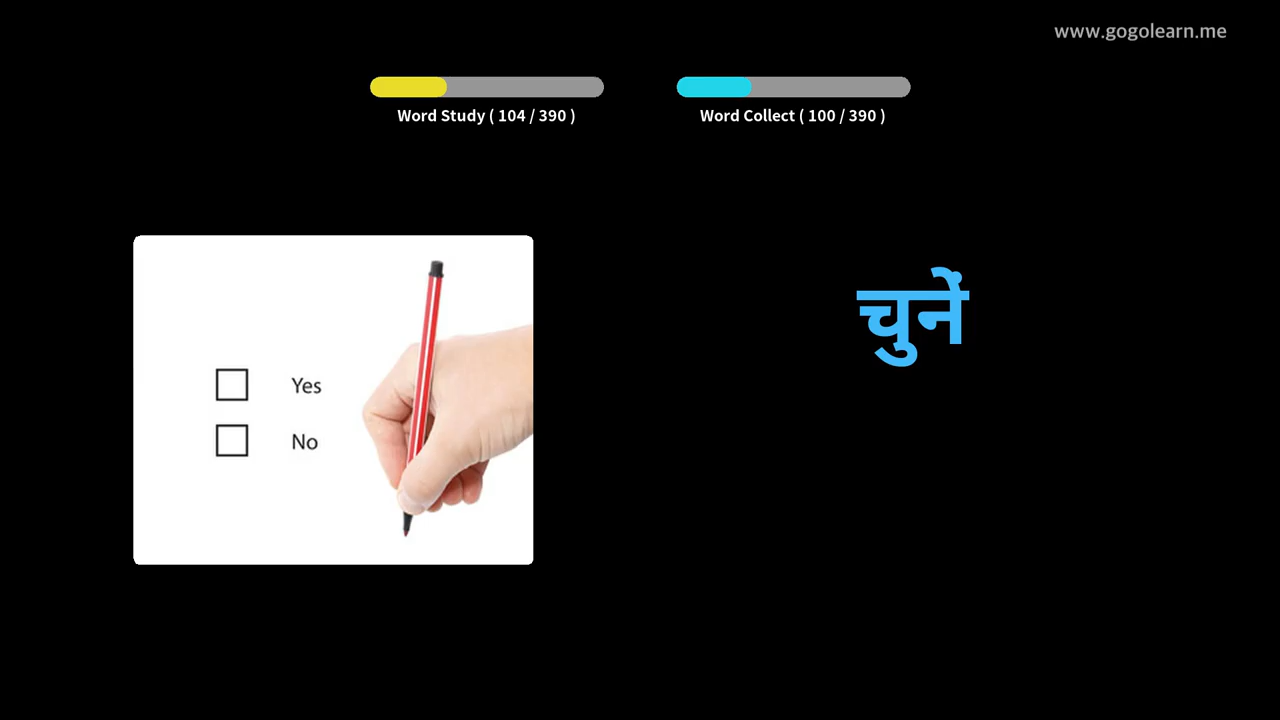 www.gogolearn.me
Word Study ( 104 / 390 )
Word Collect ( 100 / 390 )
चुनें
Yes
No